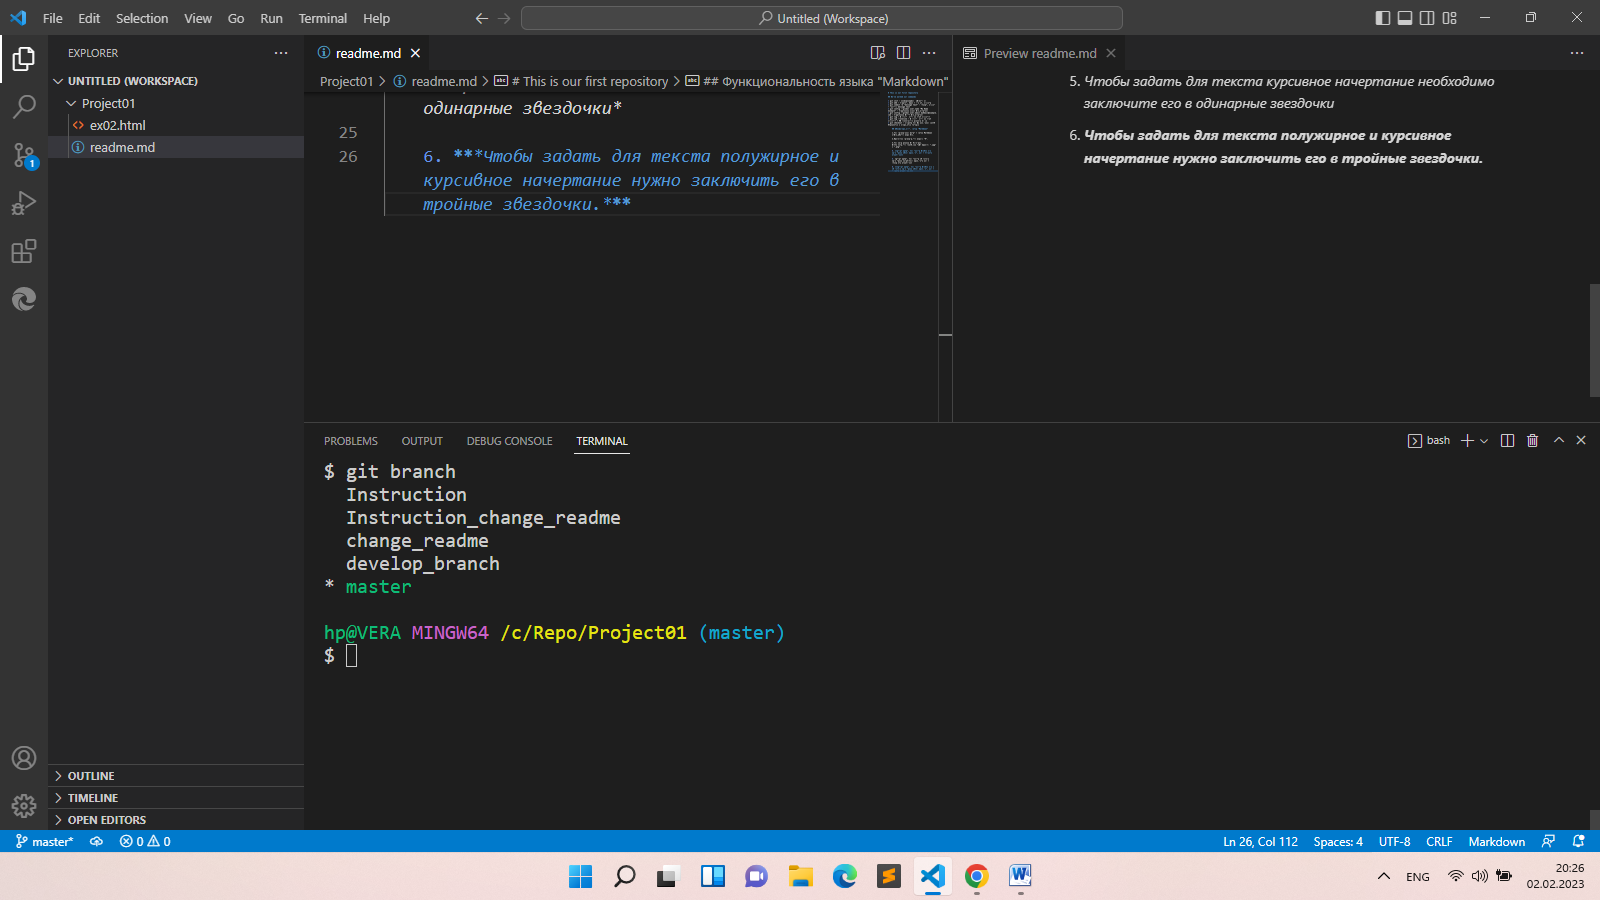 File Edit Selection View Go Run Terminal Help
Untitled (Workspace)
EXPLORER
UNTITLED (WORKSPACE)
Project01
ex02.html
readme.md
1
OUTLINE
TIMELINE
OPEN EDITORS
readme.md
Project01 > readme.md > # This is our first repository > ## Функциональность языка "Markdown"
одинарные звездочки*
25
26 6. ***Чтобы задать для текста полужирное и
курсивное начертание нужно заключить его в
тройные звездочки.***
Preview readme.md
5. Чтобы задать для текста курсивное начертание необходимо
заключите его в одинарные звездочки
6. Чтобы задать для текста полужирное и курсивное
начертание нужно заключить его в тройные звездочки.
PROBLEMS OUTPUT DEBUG CONSOLE TERMINAL
bash
$ git branch
Instruction
Instruction_change_readme
change_readme
develop_branch
* master
hp@VERA MINGW64 /c/Repo/Project01 (master)
$
master* 0 0
Ln 26, Col 112 Spaces: 4 UTF-8 CRLF Markdown
ENG
20:26
02.02.2023